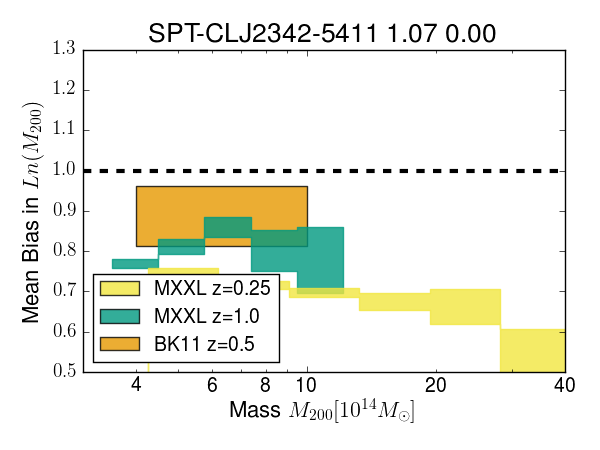 SPT-CLJ2342-5411 1.07 0.00
1.3
1.2
1.1
1.0
0.9
0.8
0.7
0.6
0.5
Mean Bias in Ln(M₂₀₀)
MXXL z=0.25
MXXL z=1.0
BK11 z=0.5
4 6 8 10 20 40
Mass M₂₀₀[10¹⁴M☉]